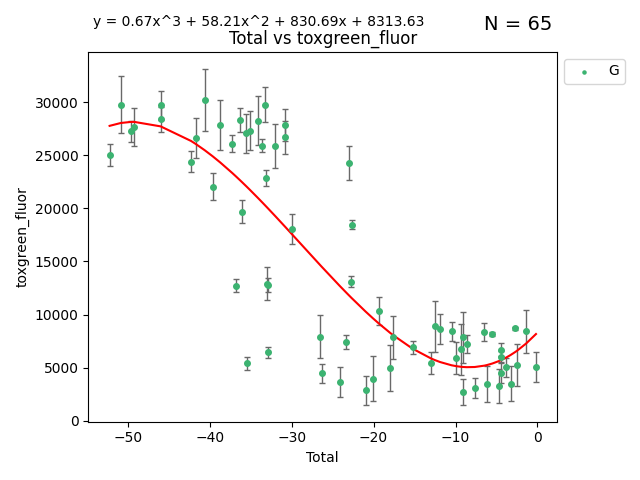 y = 0.67x^3 + 58.21x^2 + 830.69x + 8313.63
N = 65
Total vs toxgreen_fluor
G
30000
25000
20000
15000
10000
5000
0
toxgreen_fluor
−50 −40 −30 −20 −10 0
Total